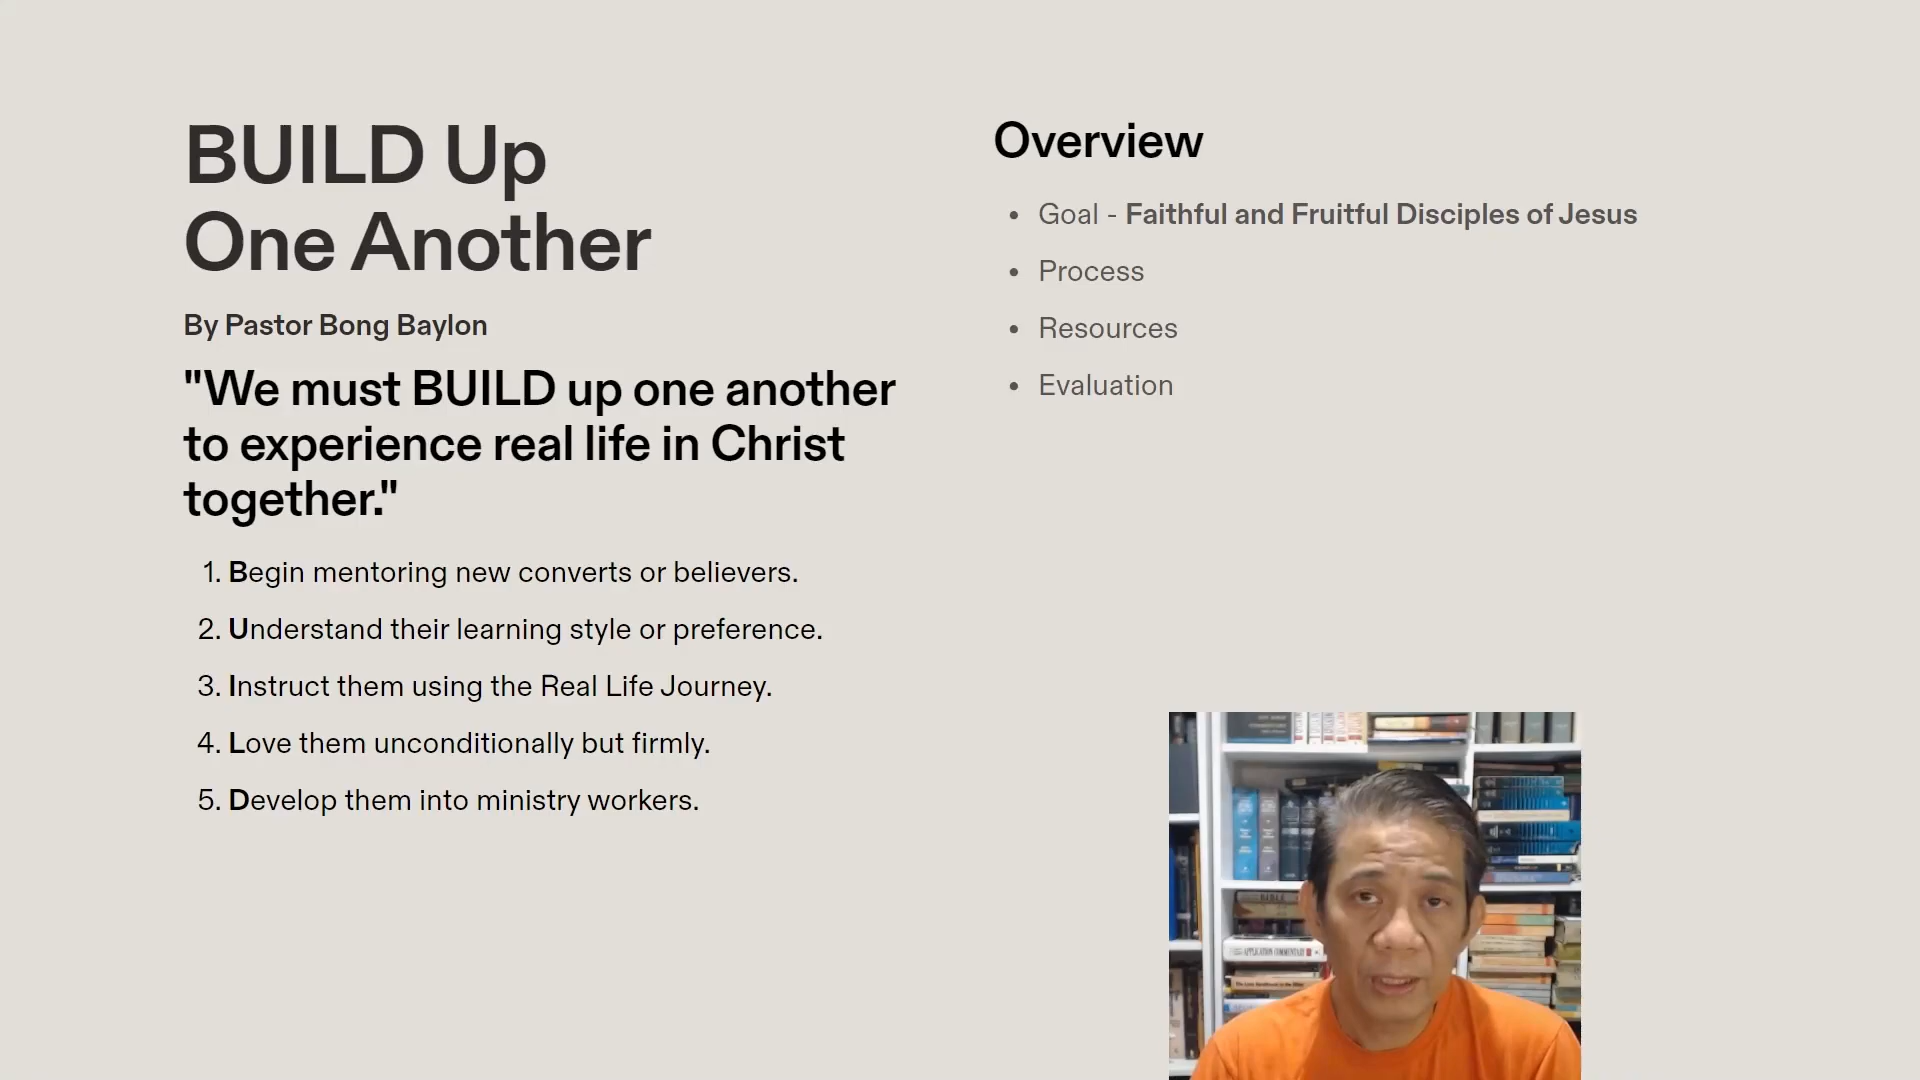 BUILD Up
One Another
By Pastor Bong Baylon
"We must BUILD up one another
to experience real life in Christ
together."
1. Begin mentoring new converts or believers.
2. Understand their learning style or preference.
3. Instruct them using the Real Life Journey.
4. Love them unconditionally but firmly.
5. Develop them into ministry workers.
Overview
• Goal - Faithful and Fruitful Disciples of Jesus
• Process
• Resources
• Evaluation
BIBLE
APPLICATION COMMENTARY